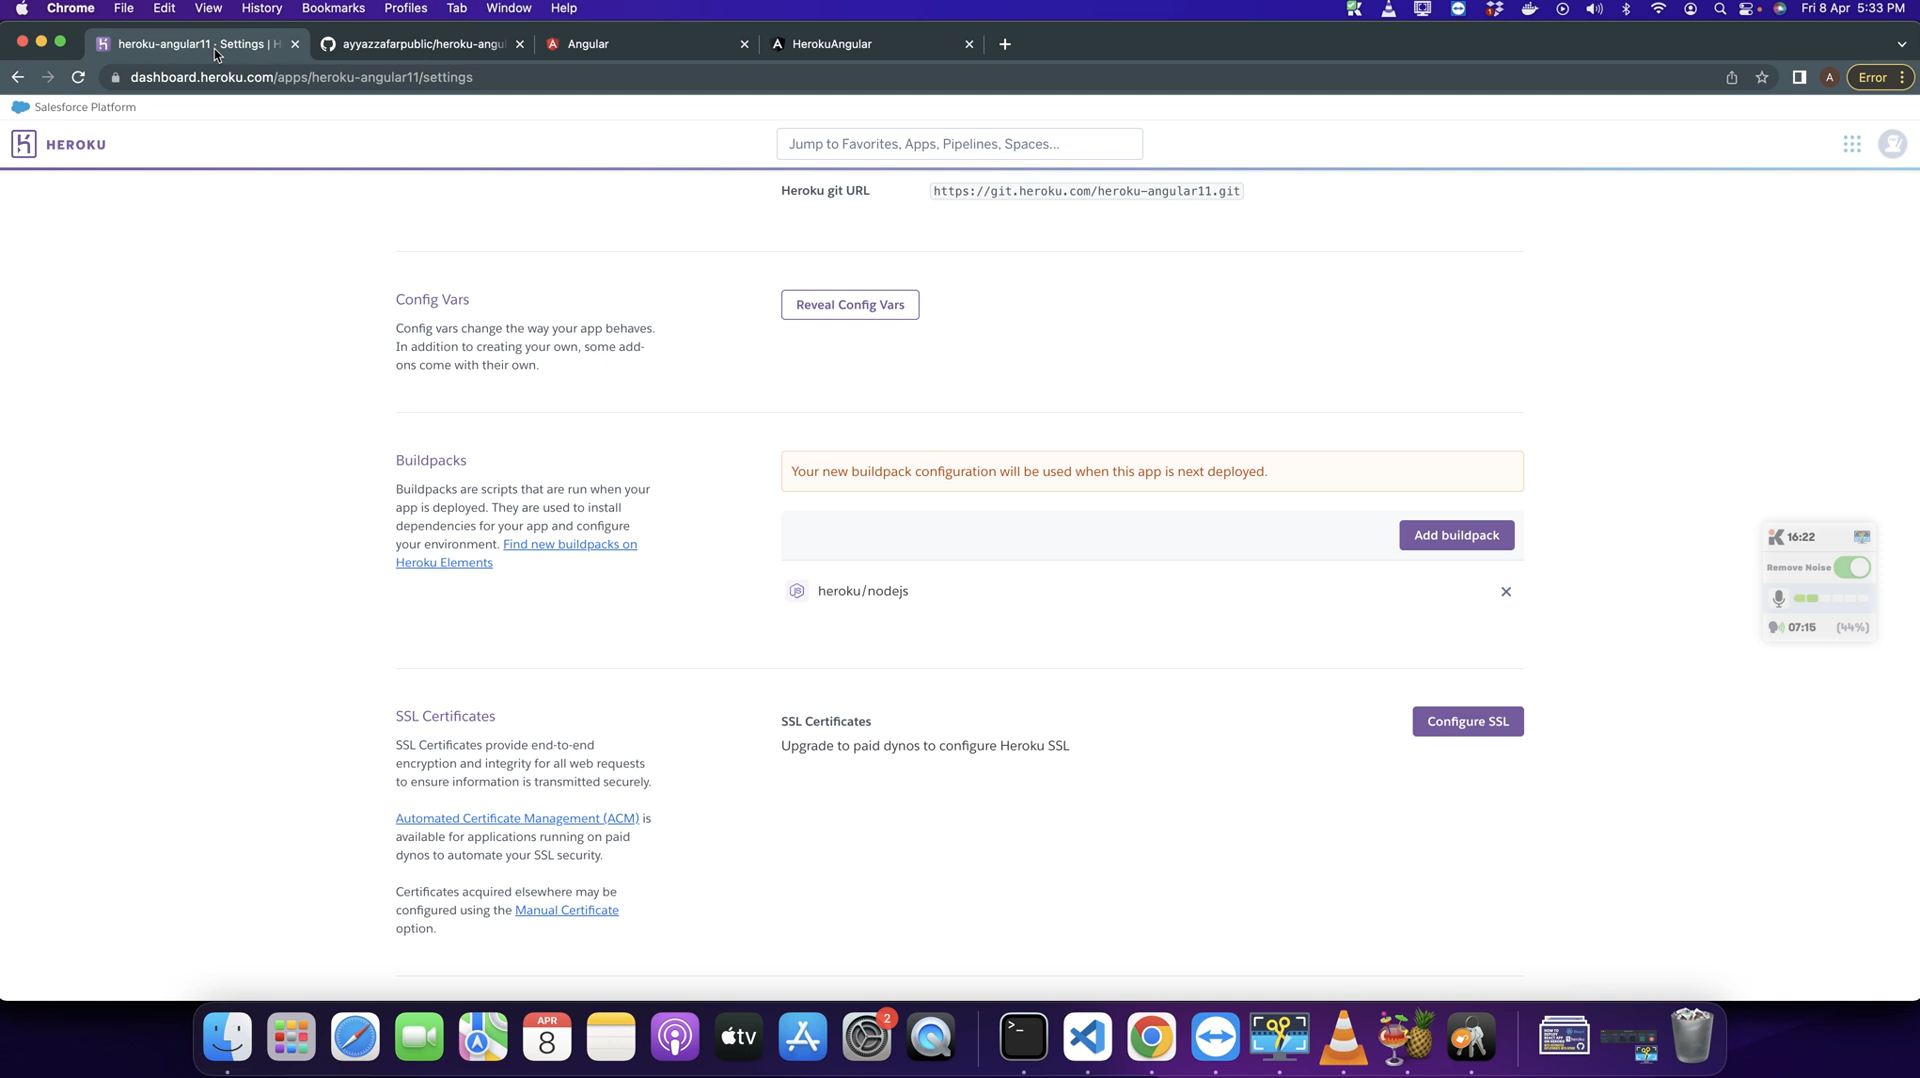 Chrome File Edit View History Bookmarks Profiles Tab Window Help Fri 8 Apr 5:33 PM
heroku-angular11 · Settings | H ayyazzafarpublic/heroku-angul Angular HerokuAngular
dashboard.heroku.com/apps/heroku-angular11/settings A Error
Salesforce Platform
HEROKU
Jump to Favorites, Apps, Pipelines, Spaces...
Heroku git URL https://git.heroku.com/heroku-angular11.git
Config Vars
Config vars change the way your app behaves.
In addition to creating your own, some add-
ons come with their own.
Reveal Config Vars
Buildpacks
Buildpacks are scripts that are run when your
app is deployed. They are used to install
dependencies for your app and configure
your environment. Find new buildpacks on
Heroku Elements
Your new buildpack configuration will be used when this app is next deployed.
Add buildpack
heroku/nodejs
16:22
Remove Noise
07:15 (44%)
SSL Certificates
SSL Certificates provide end-to-end
encryption and integrity for all web requests
to ensure information is transmitted securely.
Automated Certificate Management (ACM) is
available for applications running on paid
dynos to automate your SSL security.
Certificates acquired elsewhere may be
configured using the Manual Certificate
option.
SSL Certificates
Upgrade to paid dynos to configure Heroku SSL
Configure SSL
APR
8
tv
2